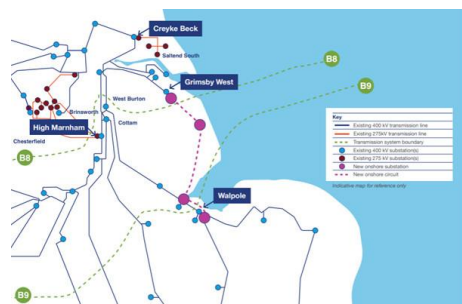 Creyke Beck
Saltend South
B8
Grimsby West
B9
West Burton
Brinsworth
High Marnham
Cottam
Chesterfield
B8
Walpole
B9
Key
Existing 400 kV transmission line
Existing 275kV transmission line
Transmission system boundary
Existing 400 kV substation(s)
Existing 275 kV substation(s)
New onshore substation
New onshore circuit
Indicative map for reference only